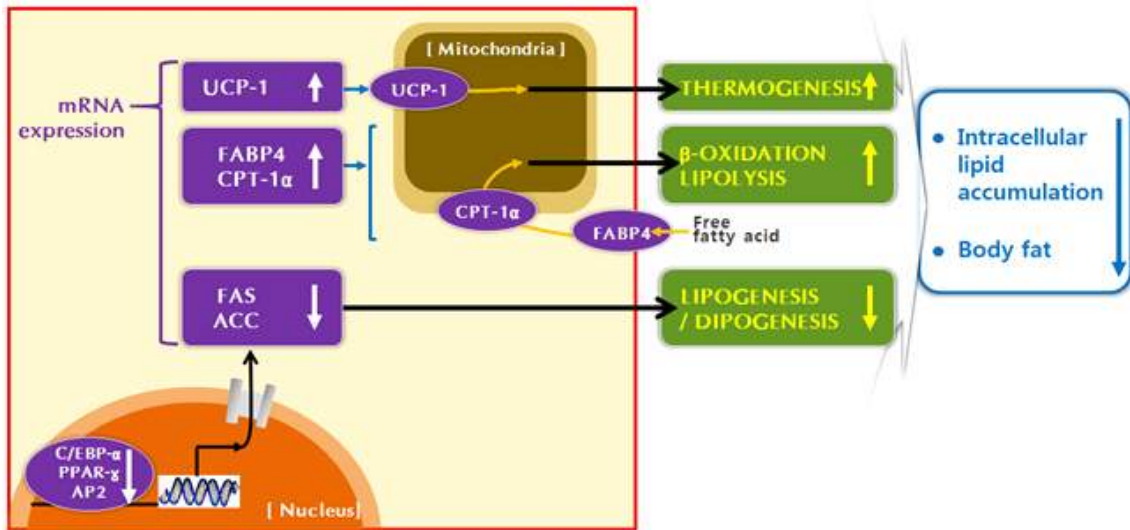 [ Mitochondria ]
mRNA
expression
UCP-1
UCP-1
THERMOGENESIS
FABP4
CPT-1α
β-OXIDATION
LIPOLYSIS
CPT-1α
FABP4
Free
fatty acid
FAS
ACC
LIPOGENESIS
/ DIPOGENESIS
• Intracellular
lipid
accumulation
• Body fat
C/EBP-α
PPAR-ɣ
AP2
[ Nucleus]